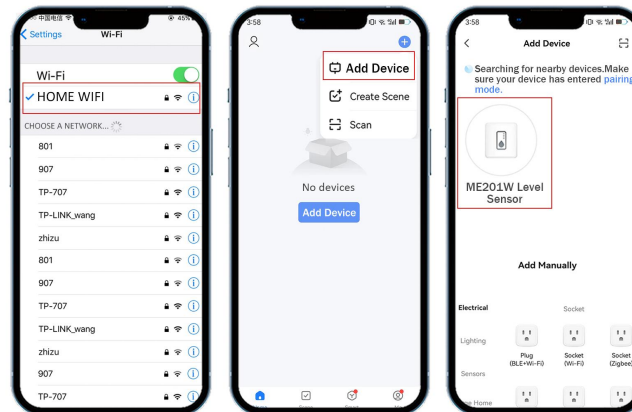 中国电信
45%
Settings
Wi-Fi
Wi-Fi
HOME WIFI
CHOOSE A NETWORK...
801
907
TP-707
TP-LINK_wang
zhizu
801
907
TP-707
TP-LINK_wang
zhizu
907
TP-707
3:58
Add Device
Create Scene
Scan
No devices
Add Device
3:58
Add Device
Searching for nearby devices.Make
sure your device has entered pairing
mode.
ME201W Level
Sensor
Add Manually
Electrical
Socket
Lighting
Plug
(BLE+Wi-Fi)
Socket
(Wi-Fi)
Socket
(Zigbee)
Sensors